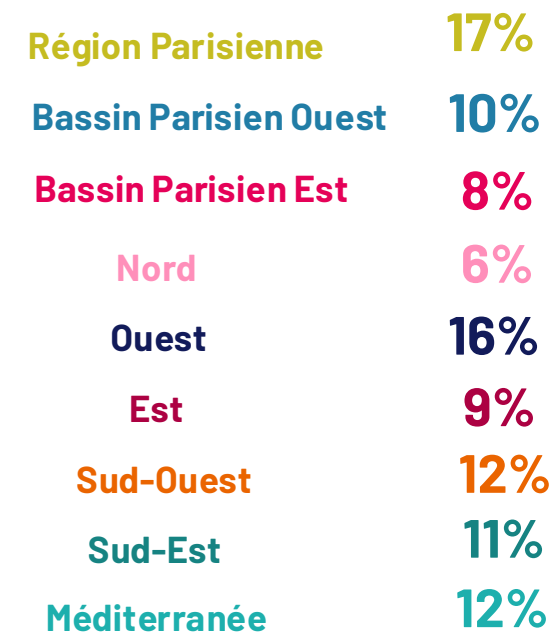 Région Parisienne 17%
Bassin Parisien Ouest 10%
Bassin Parisien Est 8%
Nord 6%
Ouest 16%
Est 9%
Sud-Ouest 12%
Sud-Est 11%
Méditerranée 12%